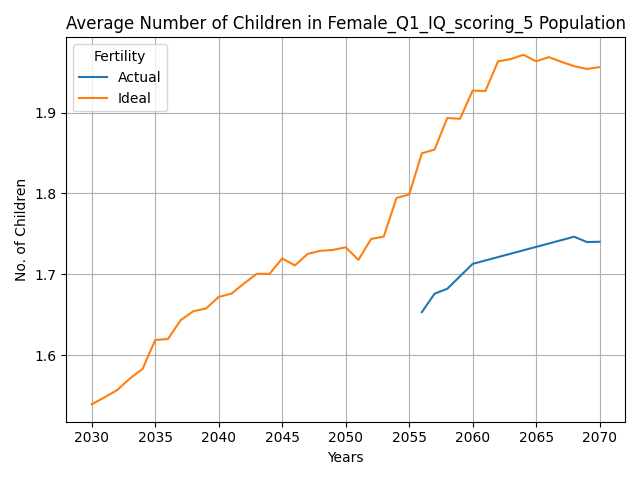 Average Number of Children in Female_Q1_IQ_scoring_5 Population
Fertility
Actual
Ideal
No. of Children
1.9
1.8
1.7
1.6
2030 2035 2040 2045 2050 2055 2060 2065 2070
Years